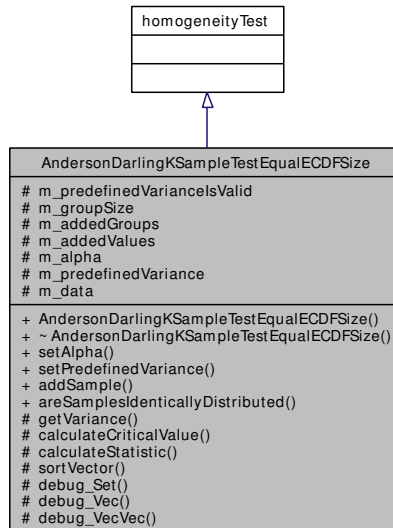 homogeneityTest
AndersonDarlingKSampleTestEqualECDFSize
# m_predefinedVarianceIsValid
# m_groupSize
# m_addedGroups
# m_addedValues
# m_alpha
# m_predefinedVariance
# m_data
+ AndersonDarlingKSampleTestEqualECDFSize()
+ ~AndersonDarlingKSampleTestEqualECDFSize()
+ setAlpha()
+ setPredefinedVariance()
+ addSample()
+ areSamplesIdenticallyDistributed()
# getVariance()
# calculateCriticalValue()
# calculateStatistic()
# sortVector()
# debug_Set()
# debug_Vec()
# debug_VecVec()